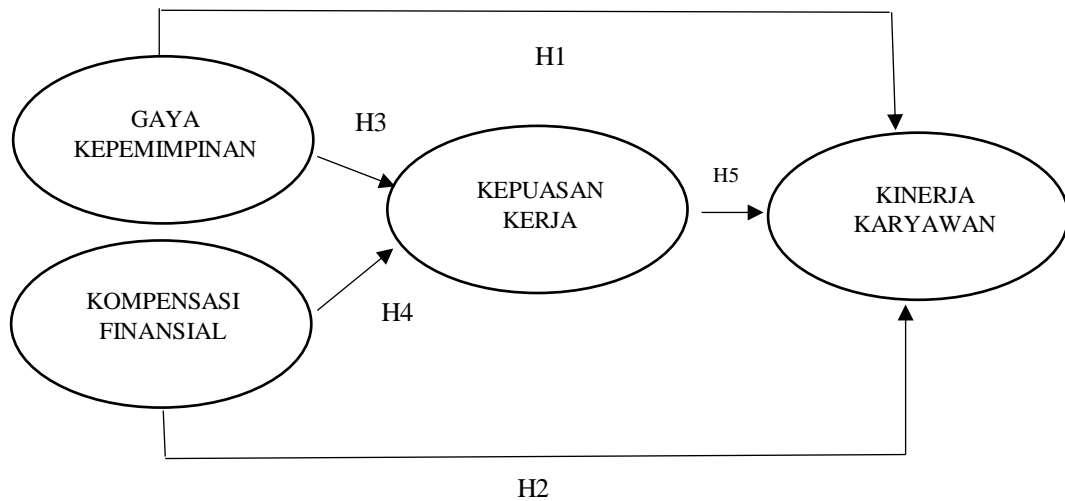 H1
GAYA
KEPEMIMPINAN
H3
KEPUASAN
KERJA
H5
KINERJA
KARYAWAN
KOMPENSASI
FINANSIAL
H4
H2